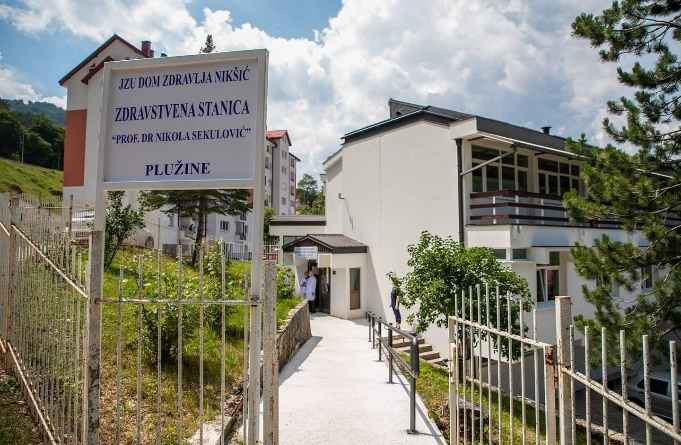 JZU DOM ZDRAVLJA NIKŠIĆ
ZDRAVSTVENA STANICA
“PROF. DR NIKOLA SEKULOVIĆ”
PLUŽINE